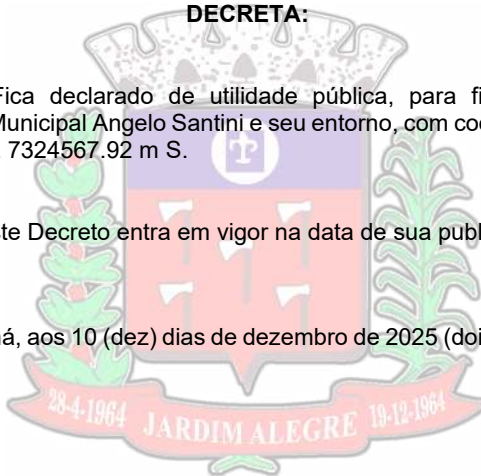 DECRETA:
Fica declarado de utilidade pública, para fi
Municipal Angelo Santini e seu entorno, com coo
7324567.92 m S.
te Decreto entra em vigor na data de sua publ
á, aos 10 (dez) dias de dezembro de 2025 (doi
28-4-1964 JARDIM ALEGRE 19-12-1964